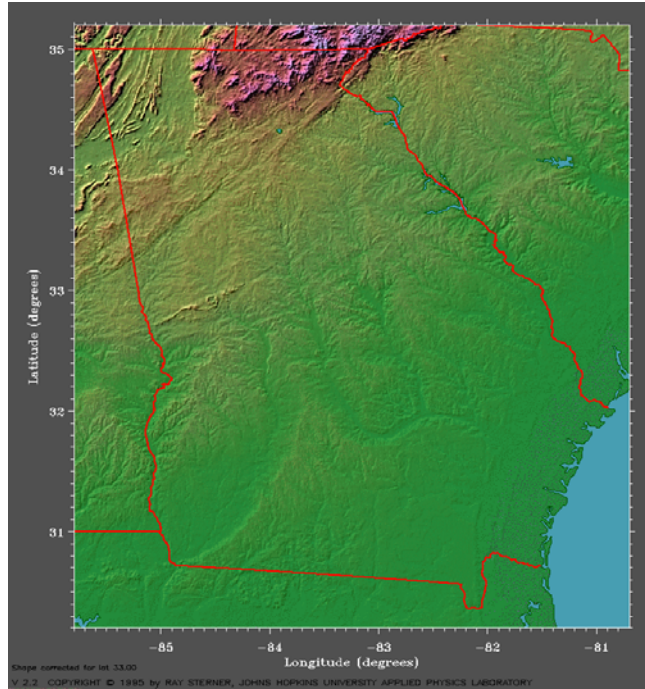 35
34
33
32
31
Latitude (degrees)
-85
-84
-83
-82
-81
Longitude (degrees)
Shape corrected for lat 33.00
V 2.2 COPYRIGHT © 1995 by RAY STERNER, JOHNS HOPKINS UNIVERSITY APPLIED PHYSICS LABORATORY